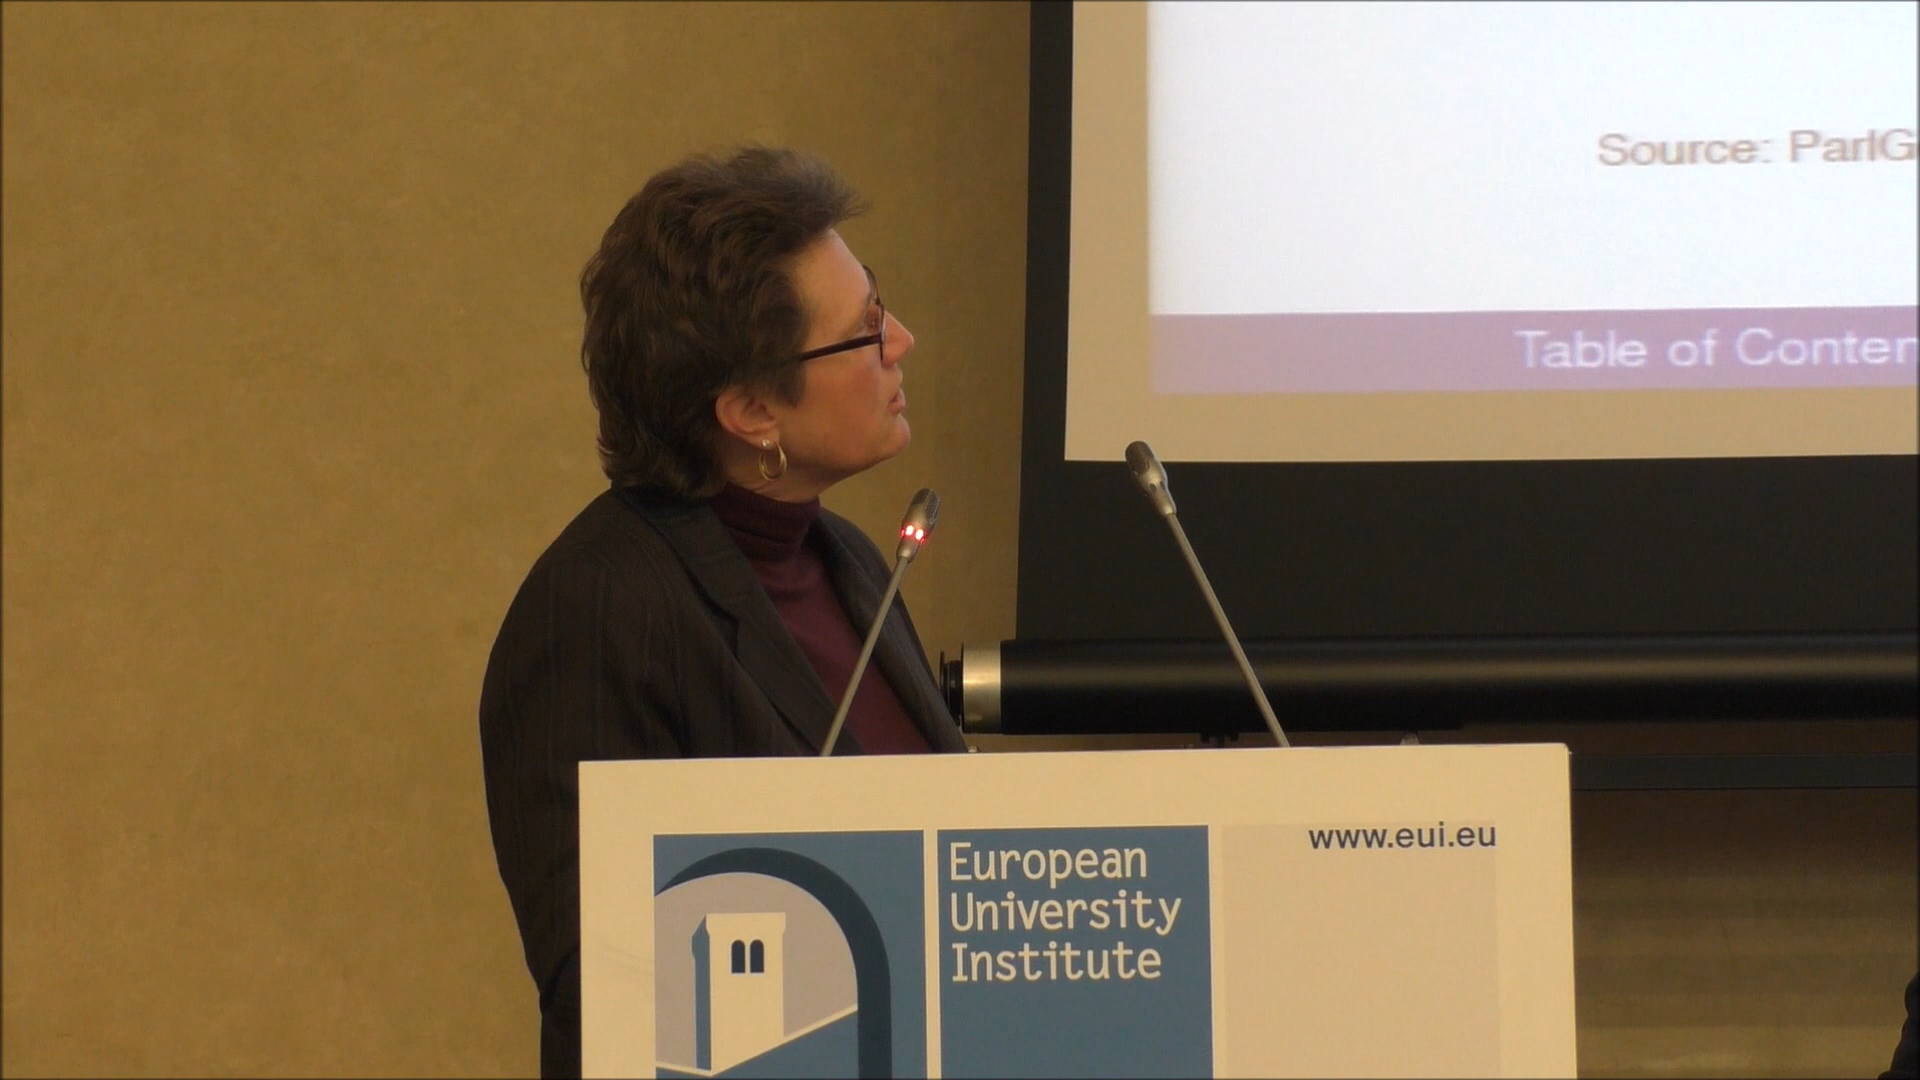 Source: ParlG
Table of Conten
European
University
Institute
www.eui.eu